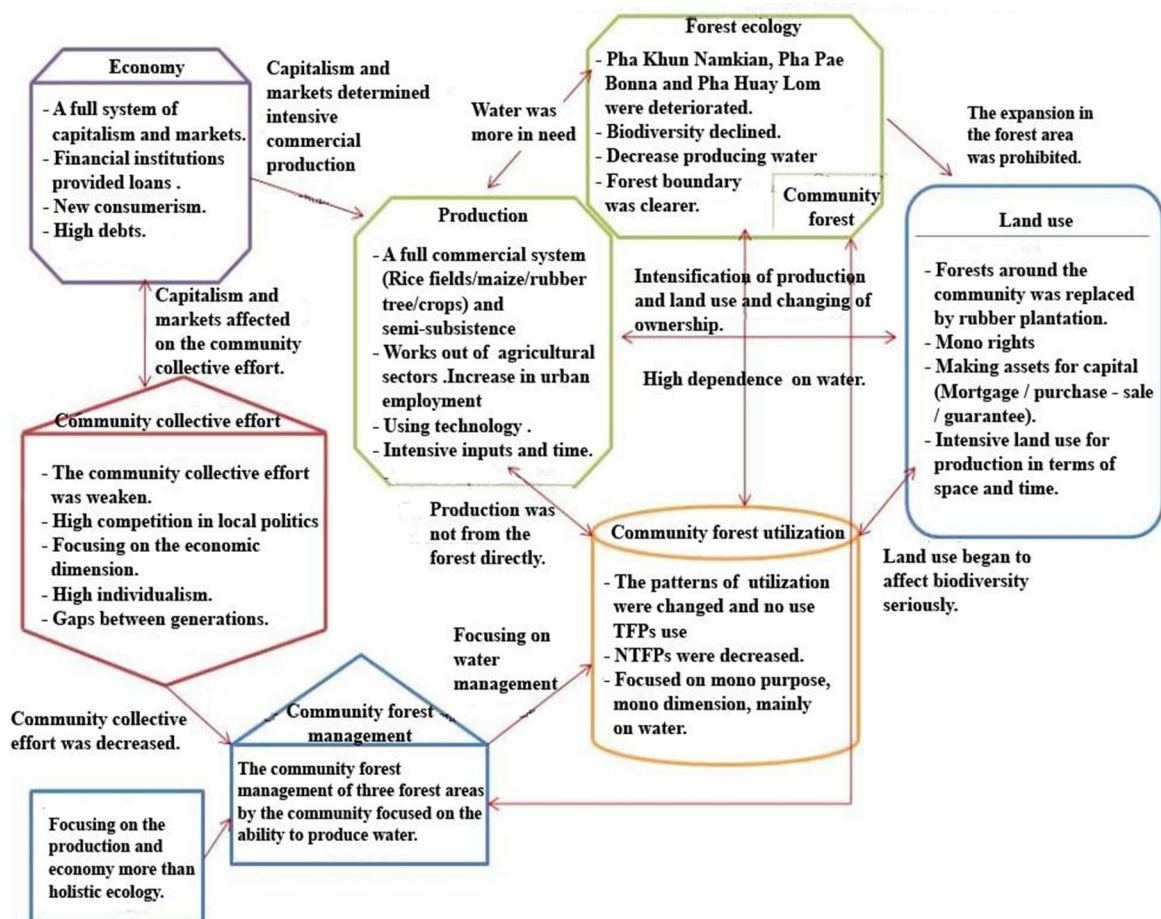 Economy
- A full system of
capitalism and markets.
- Financial institutions
provided loans .
- New consumerism.
- High debts.
Capitalism and
markets determined
intensive
commercial
production
Water was
more in need
Forest ecology
- Pha Khun Namkian, Pha Pae
Bonna and Pha Huay Lom
were deteriorated.
- Biodiversity declined.
- Decrease producing water
- Forest boundary
was clearer.
Community
forest
The expansion in
the forest area
was prohibited.
Production
- A full commercial system
(Rice fields/maize/rubber
tree/crops) and
semi-subsistence
- Works out of agricultural
sectors .Increase in urban
employment
- Using technology .
- Intensive inputs and time.
Intensification of production
and land use and changing of
ownership.
High dependence on water.
Land use
- Forests around the
community was replaced
by rubber plantation.
- Mono rights
- Making assets for capital
(Mortgage / purchase - sale
/ guarantee).
- Intensive land use for
production in terms of
space and time.
Capitalism and
markets affected
on the community
collective effort.
Community collective effort
- The community collective effort
was weaken.
- High competition in local politics
- Focusing on the economic
dimension.
- High individualism.
- Gaps between generations.
Production was
not from the
forest directly.
Community forest utilization
- The patterns of utilization
were changed and no use
TFPs use
- NTFPs were decreased.
- Focused on mono purpose,
mono dimension, mainly
on water.
Land use began to
affect biodiversity
seriously.
Focusing on
water
management
Community collective
effort was decreased.
Community forest
management
The community forest
management of three forest areas
by the community focused on the
ability to produce water.
Focusing on the
production and
economy more than
holistic ecology.